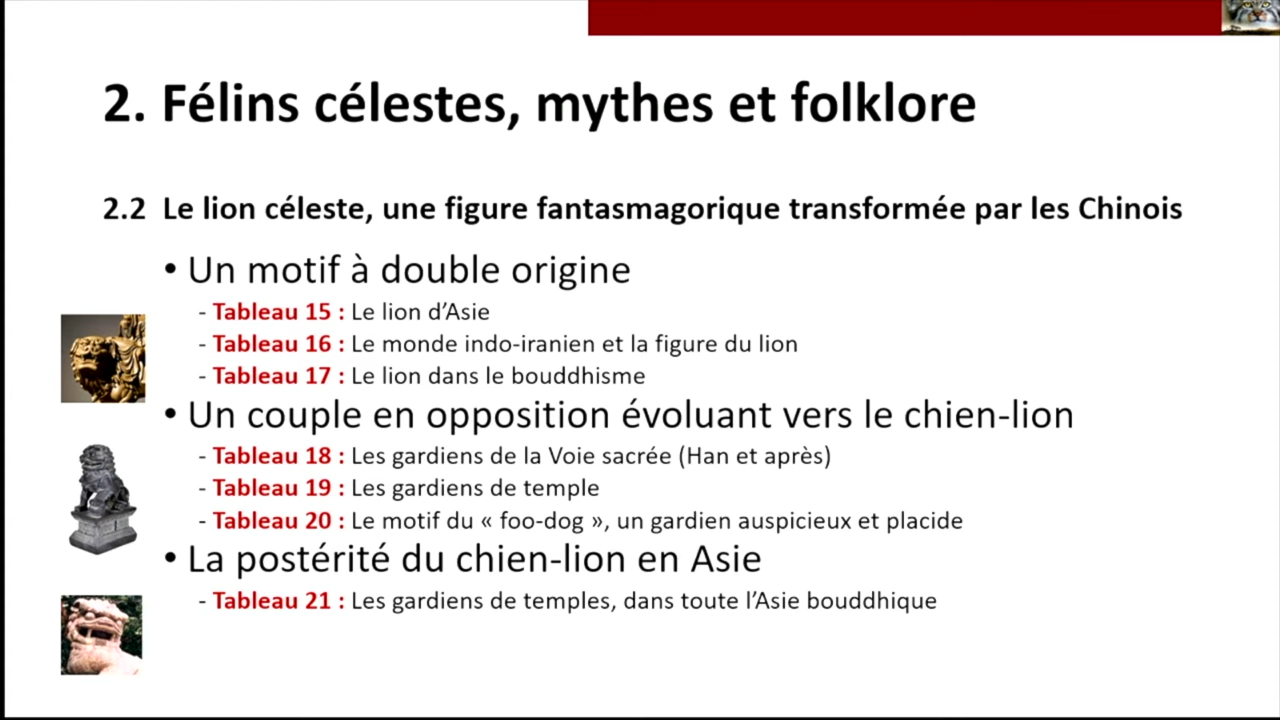 2. Félins célestes, mythes et folklore
2.2 Le lion céleste, une figure fantasmagorique transformée par les Chinois
• Un motif à double origine
- Tableau 15 : Le lion d’Asie
- Tableau 16 : Le monde indo-iranien et la figure du lion
- Tableau 17 : Le lion dans le bouddhisme
• Un couple en opposition évoluant vers le chien-lion
- Tableau 18 : Les gardiens de la Voie sacrée (Han et après)
- Tableau 19 : Les gardiens de temple
- Tableau 20 : Le motif du « foo-dog », un gardien auspicieux et placide
• La postérité du chien-lion en Asie
- Tableau 21 : Les gardiens de temples, dans toute l’Asie bouddhique